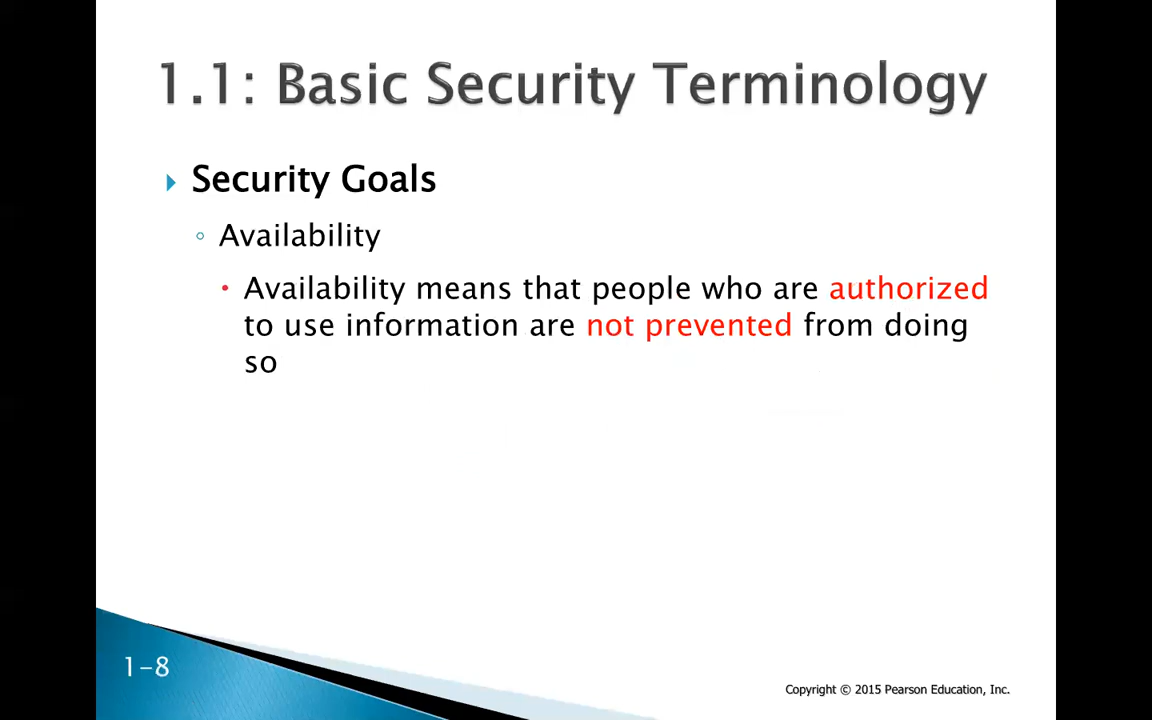 1.1: Basic Security Terminology
Security Goals
Availability
Availability means that people who are authorized
to use information are not prevented from doing
so
1-8
Copyright © 2015 Pearson Education, Inc.